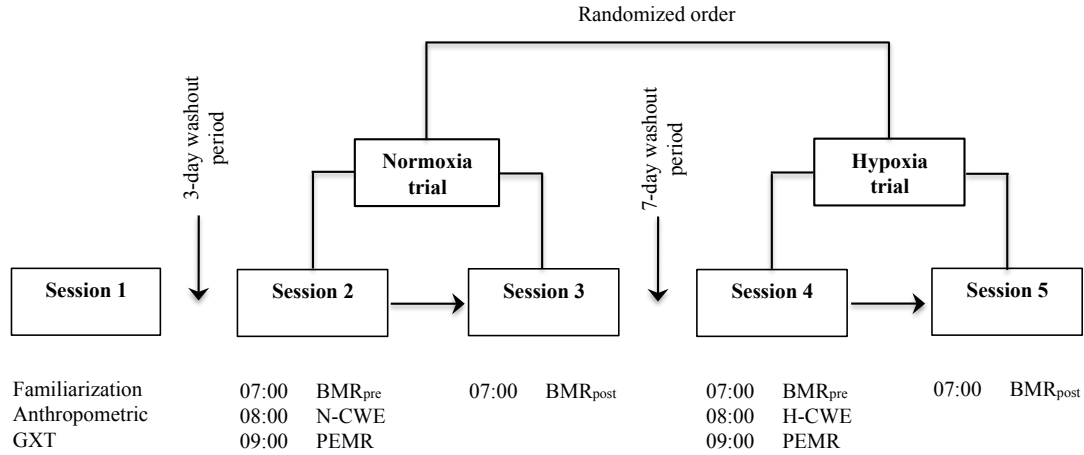 Randomized order
3-day washout
period
Normoxia
trial
7-day washout
period
Hypoxia
trial
Session 1
Session 2
Session 3
Session 4
Session 5
Familiarization
Anthropometric
GXT
07:00 BMRpre
08:00 N-CWE
09:00 PEMR
07:00 BMRpost
07:00 BMRpre
08:00 H-CWE
09:00 PEMR
07:00 BMRpost